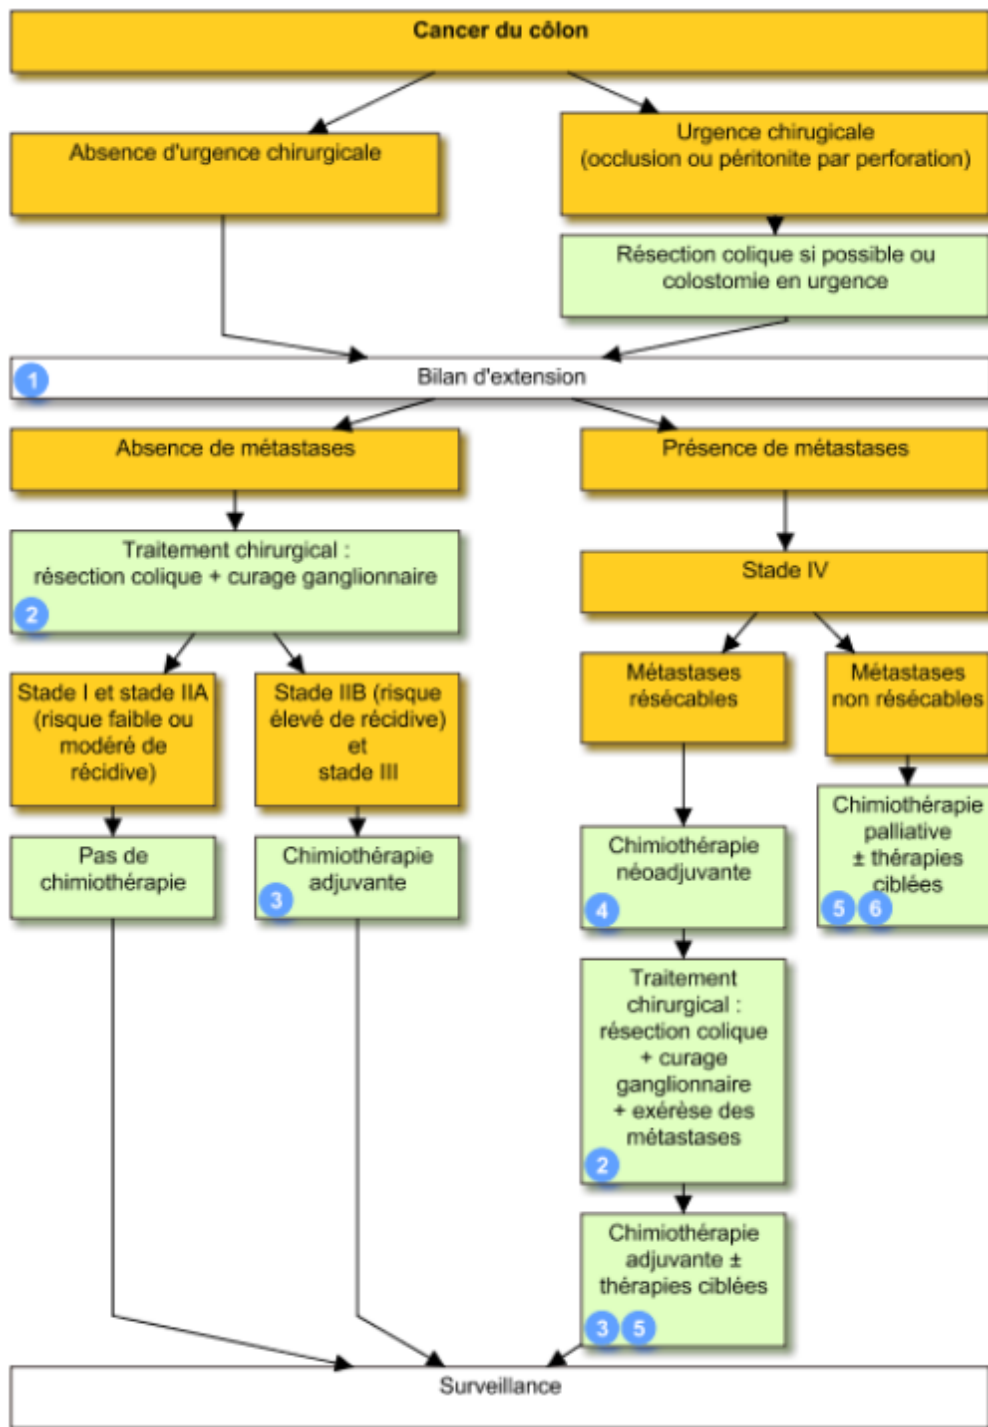 Cancer du côlon
Absence d'urgence chirurgicale
Urgence chirugicale
(occlusion ou péritonite par perforation)
Résection colique si possible ou
colostomie en urgence
1
Bilan d'extension
Absence de métastases
Présence de métastases
Traitement chirurgical :
résection colique + curage ganglionnaire
2
Stade IV
Stade I et stade IIA
(risque faible ou
modéré de
récidive)
Stade IIB (risque
élevé de récidive)
et
stade III
Métastases
résécables
Métastases
non résécables
Pas de
chimiothérapie
Chimiothérapie
adjuvante
3
Chimiothérapie
néoadjuvante
4
Chimiothérapie
palliative
± thérapies
ciblées
5 6
Traitement
chirurgical :
résection colique
+ curage
ganglionnaire
+ exérèse des
métastases
2
Chimiothérapie
adjuvante ±
thérapies ciblées
3 5
Surveillance